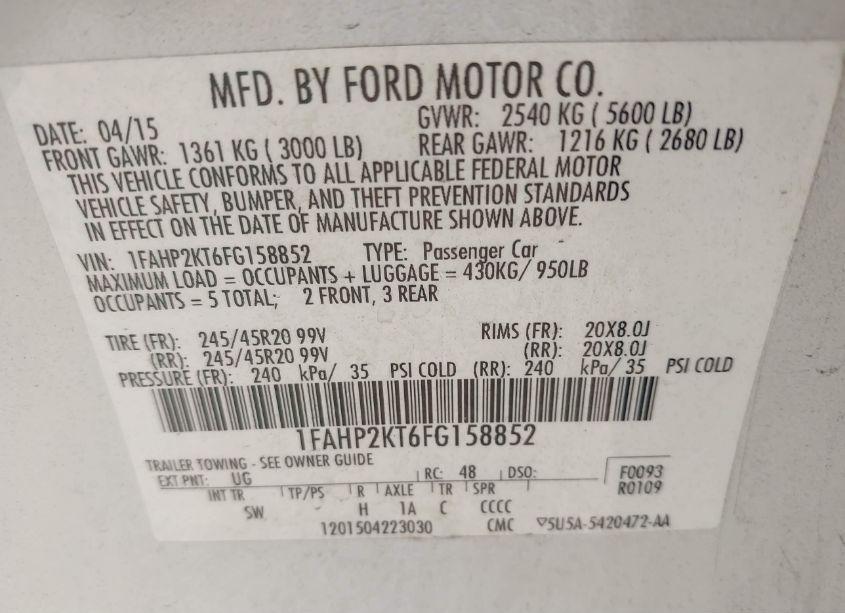 MFD. BY FORD MOTOR CO.
DATE: 04/15 GVWR: 2540 KG ( 5600 LB)
FRONT GAWR: 1361 KG ( 3000 LB) REAR GAWR: 1216 KG ( 2680 LB)
THIS VEHICLE CONFORMS TO ALL APPLICABLE FEDERAL MOTOR
VEHICLE SAFETY, BUMPER, AND THEFT PREVENTION STANDARDS
IN EFFECT ON THE DATE OF MANUFACTURE SHOWN ABOVE.
VIN: 1FAHP2KT6FG158852 TYPE: Passenger Car
MAXIMUM LOAD = OCCUPANTS + LUGGAGE = 430KG/ 950LB
OCCUPANTS = 5 TOTAL; 2 FRONT, 3 REAR
TIRE (FR): 245/45R20 99V RIMS (FR): 20X8.0J
(RR): 245/45R20 99V (RR): 20X8.0J
PRESSURE (FR): 240 kPa/ 35 PSI COLD (RR): 240 kPa/ 35 PSI COLD
1FAHP2KT6FG158852
TRAILER TOWING - SEE OWNER GUIDE
EXT PNT: UG RC: 48 DSO: F0093
INT TR TP/PS R AXLE TR SPR R0109
SW H 1A C CCCC
1201504223030 CMC ▽5U5A-5420472-AA